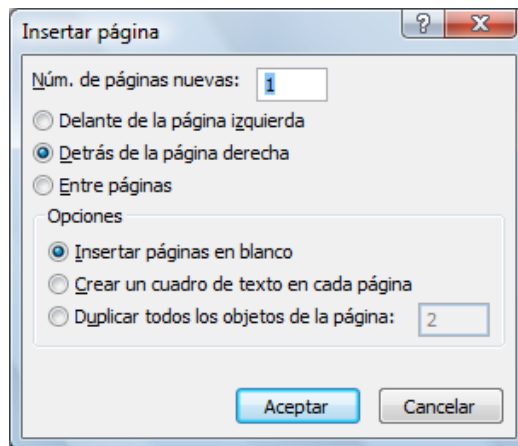 Insertar página
Núm. de páginas nuevas: 1
Delante de la página izquierda
Detrás de la página derecha
Entre páginas
Opciones
Insertar páginas en blanco
Crear un cuadro de texto en cada página
Duplicar todos los objetos de la página: 2
Aceptar Cancelar